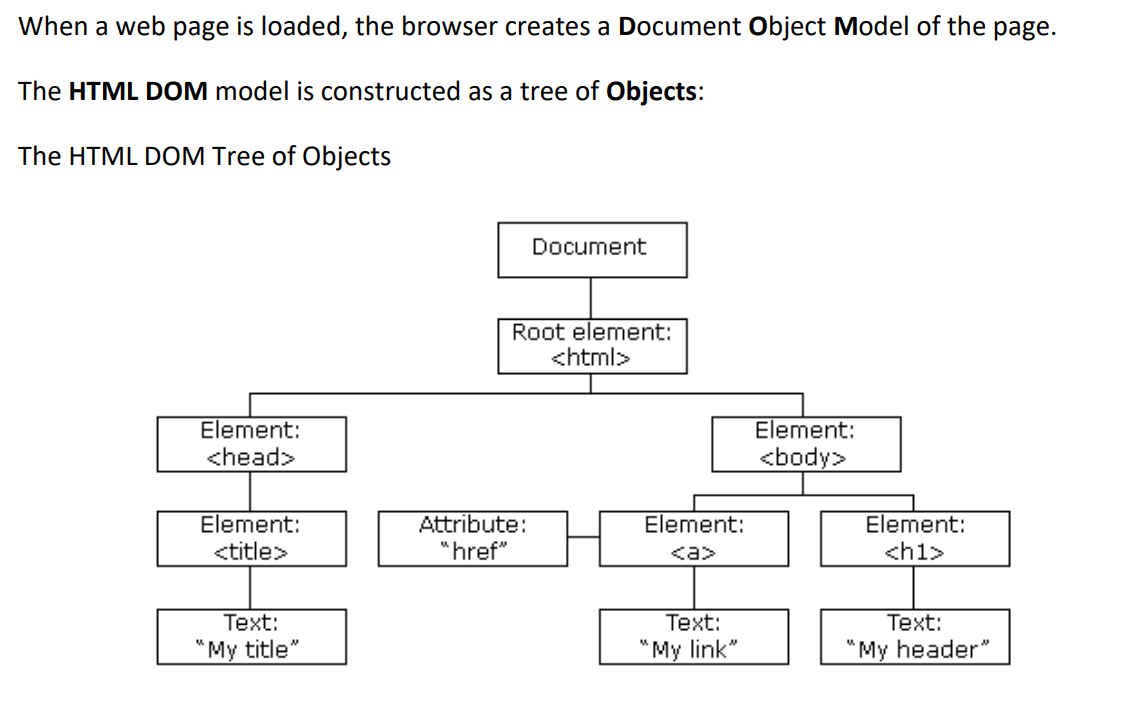 When a web page is loaded, the browser creates a Document Object Model of the page.
The HTML DOM model is constructed as a tree of Objects:
The HTML DOM Tree of Objects
Document
Root element:
<html>
Element:
<head>
Element:
<body>
Element:
<title>
Attribute:
"href"
Element:
<a>
Element:
<h1>
Text:
"My title"
Text:
"My link"
Text:
"My header"